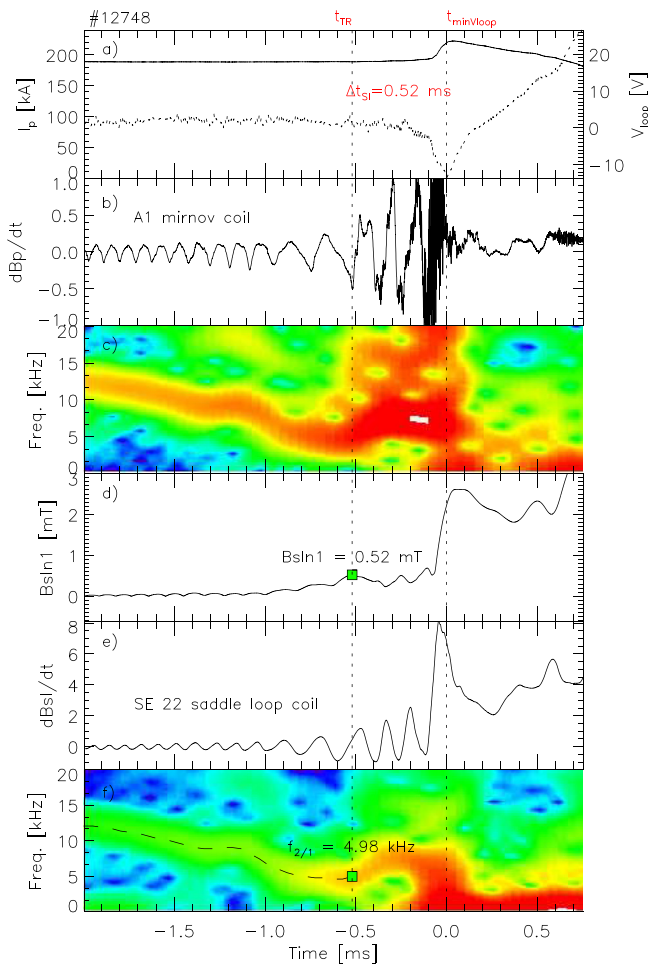 #12748
t_TR
t_minVloop
a)
200
150
100
50
0
I_p [kA]
20
10
0
−10
V_loop [V]
Δt_SI=0.52 ms
b)
A1 mirnov coil
1.0
0.5
0.0
−0.5
−1.0
dBp/dt
c)
20
15
10
5
0
Freq. [kHz]
d)
3
2
1
0
Bsln1 [mT]
Bsln1 = 0.52 mT
e)
8
6
4
2
0
dBsl/dt
SE 22 saddle loop coil
f)
20
15
10
5
0
Freq. [kHz]
f_2/1 = 4.98 kHz
−1.5
−1.0
−0.5
0.0
0.5
Time [ms]